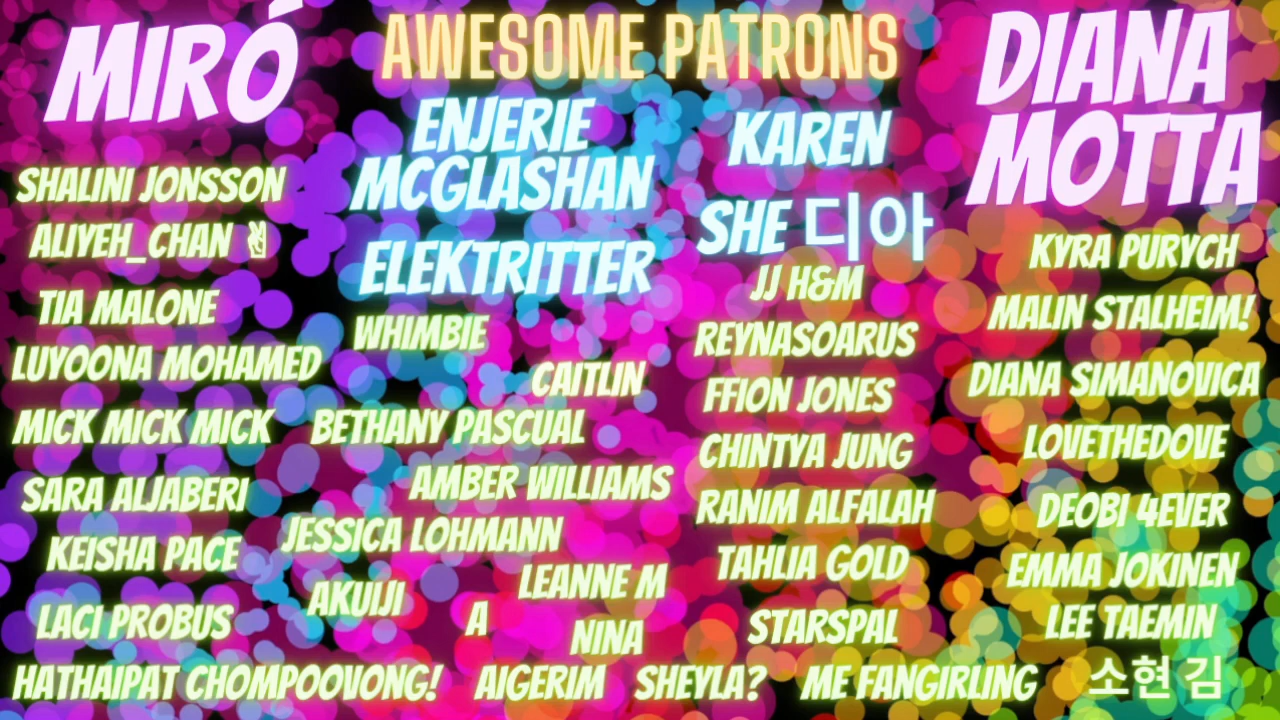 AWESOME PATRONS
MIRÓ
SHALINI JONSSON
ALIYEH_CHAN ✌
TIA MALONE
LUYOONA MOHAMED
MICK MICK MICK
SARA ALJABERI
KEISHA PACE
LACI PROBUS
HATHAIPAT CHOMPOOVONG!
ENJERIE
MCGLASHAN
ELEKTRITTER
WHIMBIE
CAITLIN
BETHANY PASCUAL
AMBER WILLIAMS
JESSICA LOHMANN
LEANNE M
AKUIJI
A
NINA
AIGERIM
SHEYLA?
KAREN
SHE 디아
JJ H&M
REYNASOARUS
FFION JONES
CHINTYA JUNG
RANIM ALFALAH
TAHLIA GOLD
STARSPAL
ME FANGIRLING
DIANA
MOTTA
KYRA PURYCH
MALIN STALHEIM!
DIANA SIMANOVICA
LOVETHEDOVE
DEOBI 4EVER
EMMA JOKINEN
LEE TAEMIN
소현 김